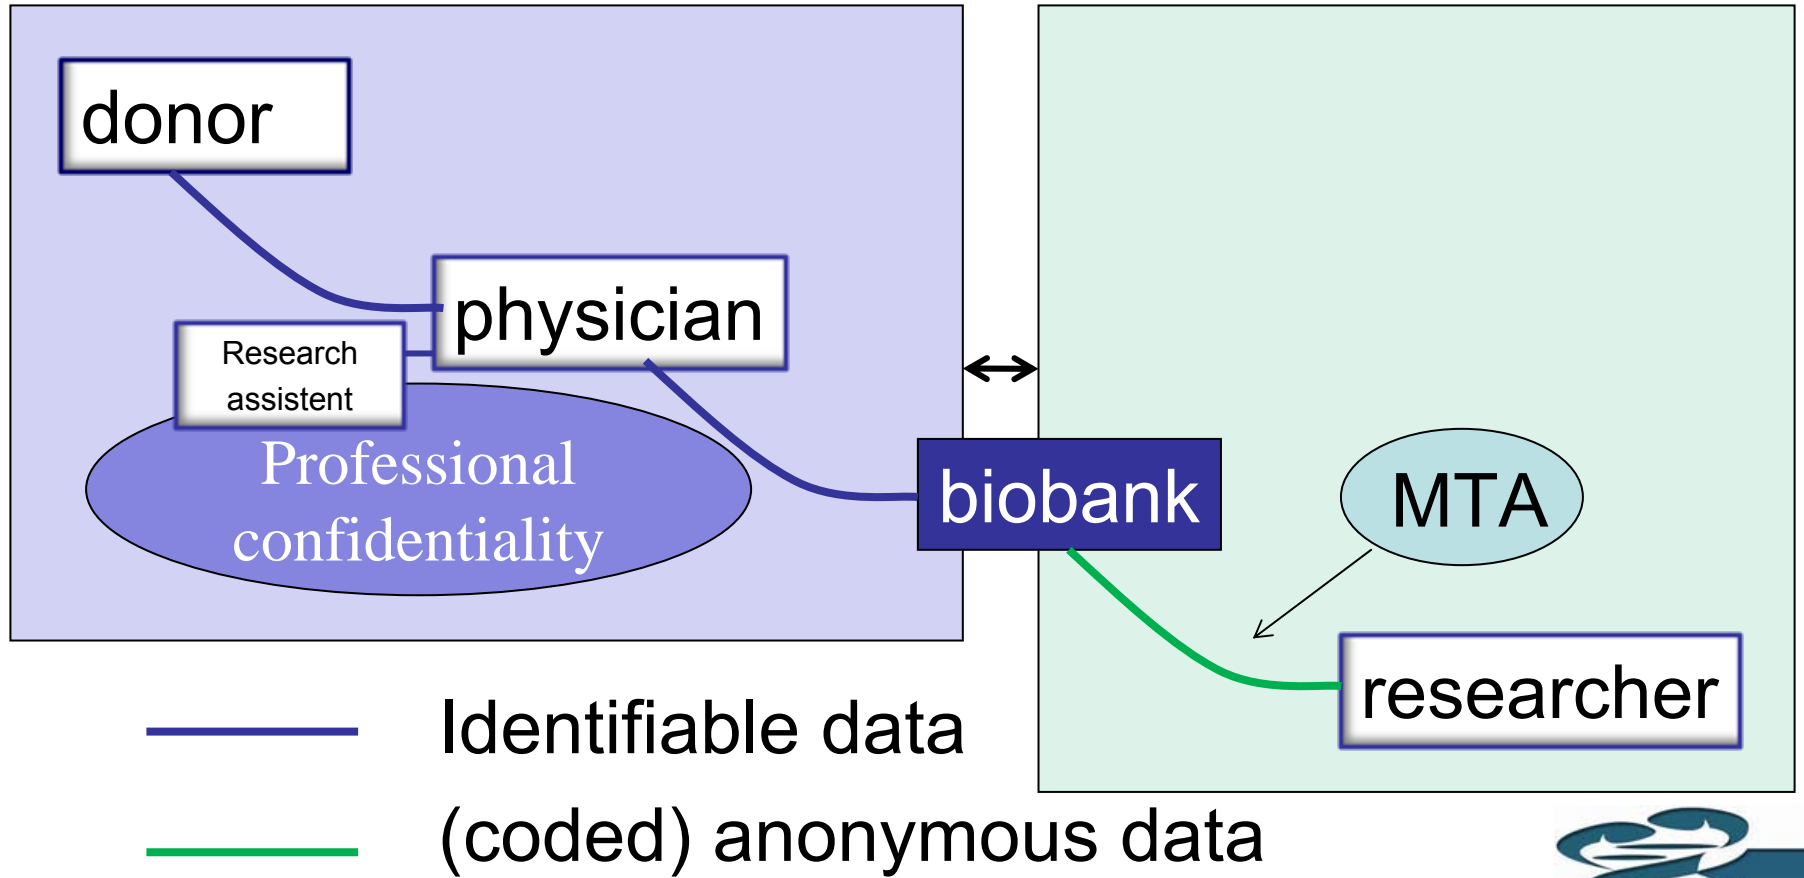 donor
physician
Research
assistent
Professional
confidentiality
biobank
MTA
researcher
Identifiable data
(coded) anonymous data